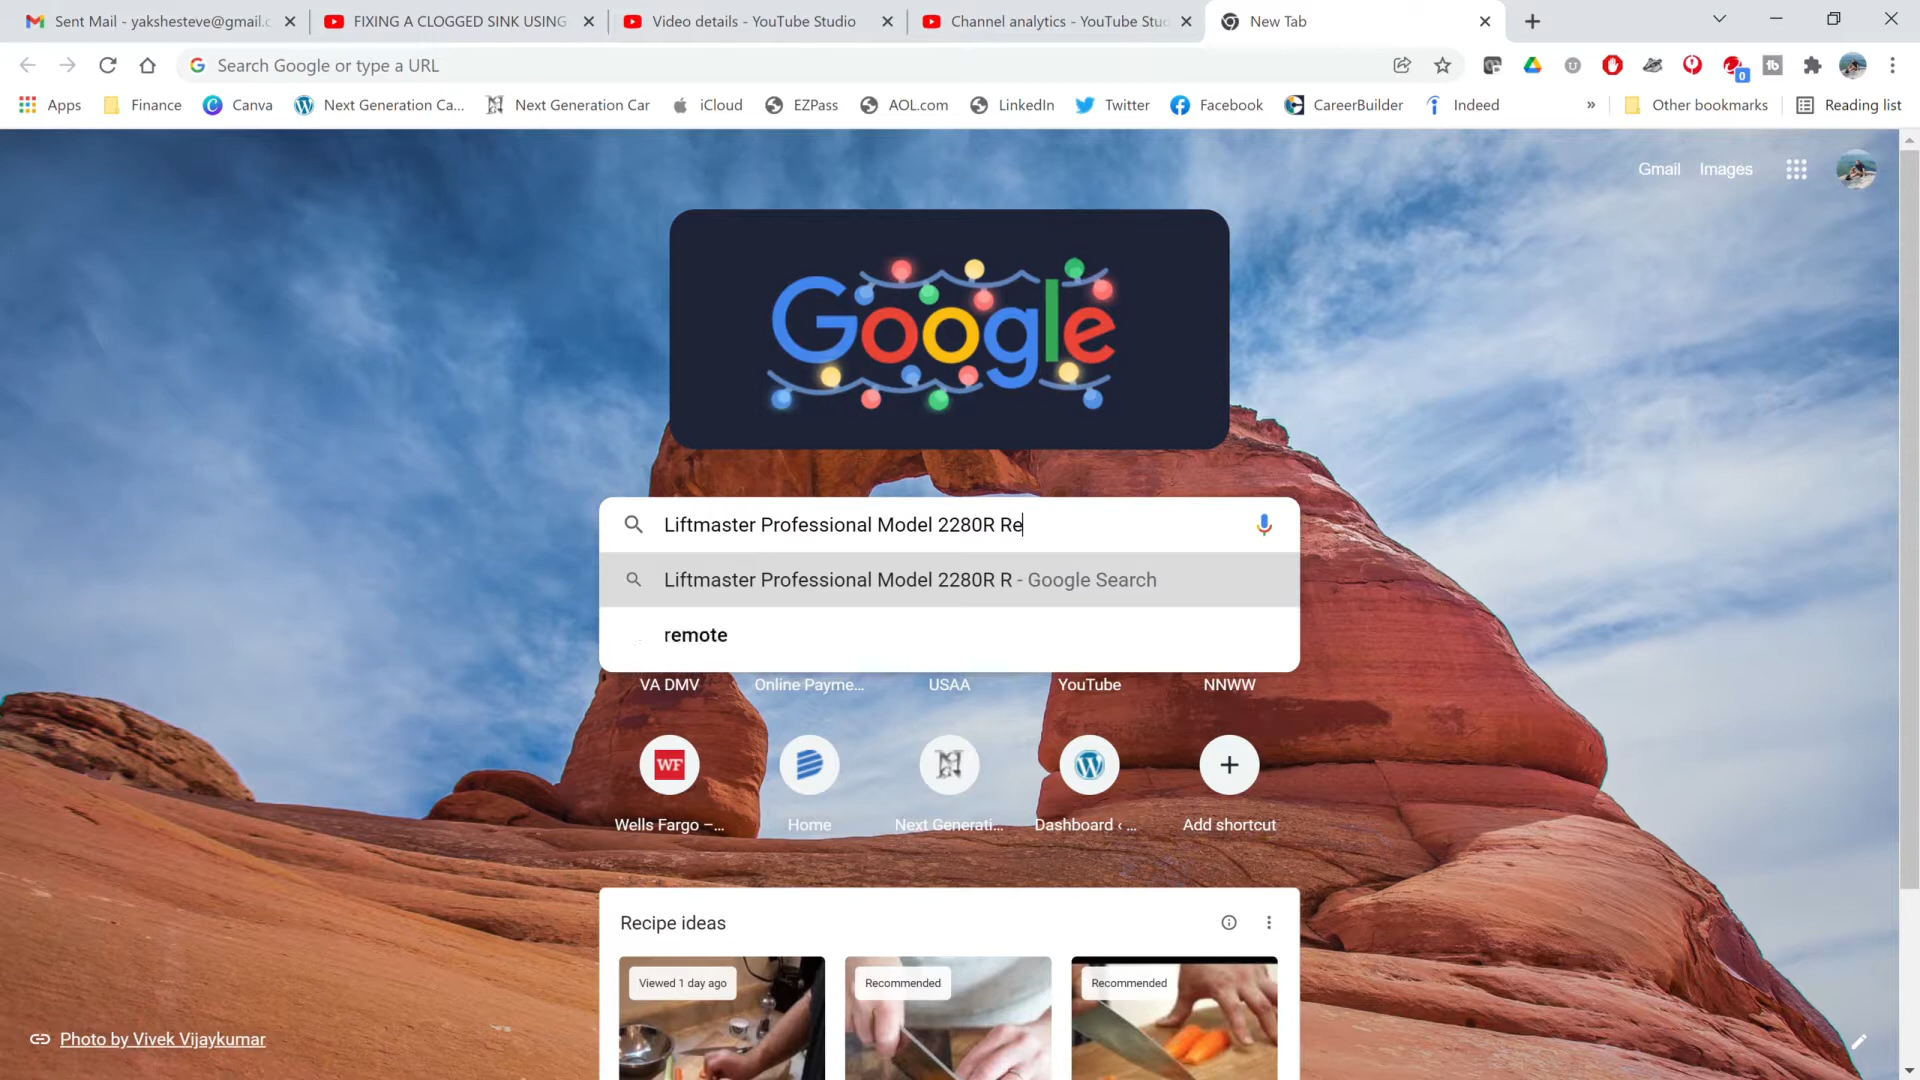 Sent Mail - yakshesteve@gmail.c
FIXING A CLOGGED SINK USING
Video details - YouTube Studio
Channel analytics - YouTube Stu
New Tab
Search Google or type a URL
0
Apps
Finance
Canva
Next Generation Ca...
Next Generation Car
iCloud
EZPass
AOL.com
LinkedIn
Twitter
Facebook
CareerBuilder
Indeed
»
Other bookmarks
Reading list
Gmail
Images
Google
Liftmaster Professional Model 2280R Re
Liftmaster Professional Model 2280R R - Google Search
remote
VA DMV
Online Payme...
USAA
YouTube
NNWW
WF
Wells Fargo –...
Home
Next Generati...
Dashboard ‹ ...
Add shortcut
Recipe ideas
Viewed 1 day ago
Recommended
Recommended
Photo by Vivek Vijaykumar